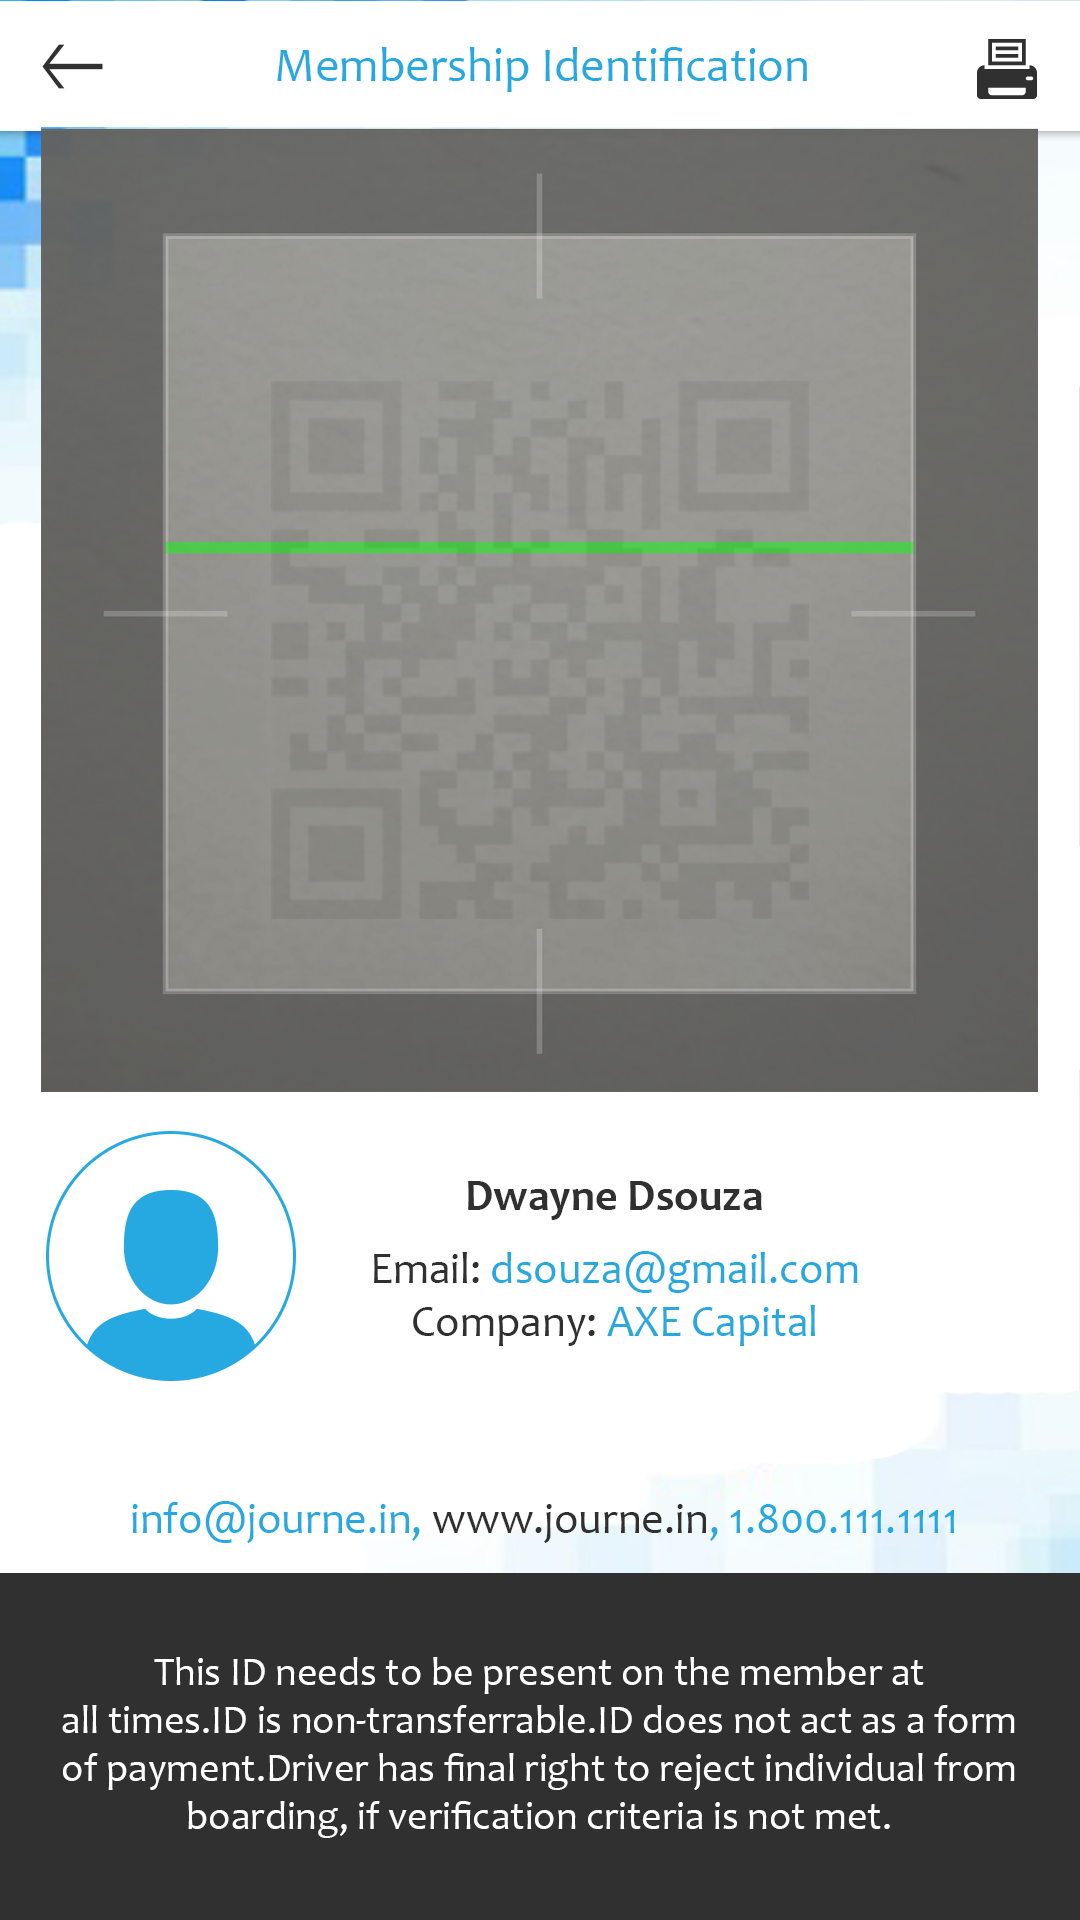 Membership Identification
Dwayne Dsouza
Email: dsouza@gmail.com
Company: AXE Capital
info@journe.in, www.journe.in, 1.800.111.1111
This ID needs to be present on the member at
all times.ID is non-transferrable.ID does not act as a form
of payment.Driver has final right to reject individual from
boarding, if verification criteria is not met.